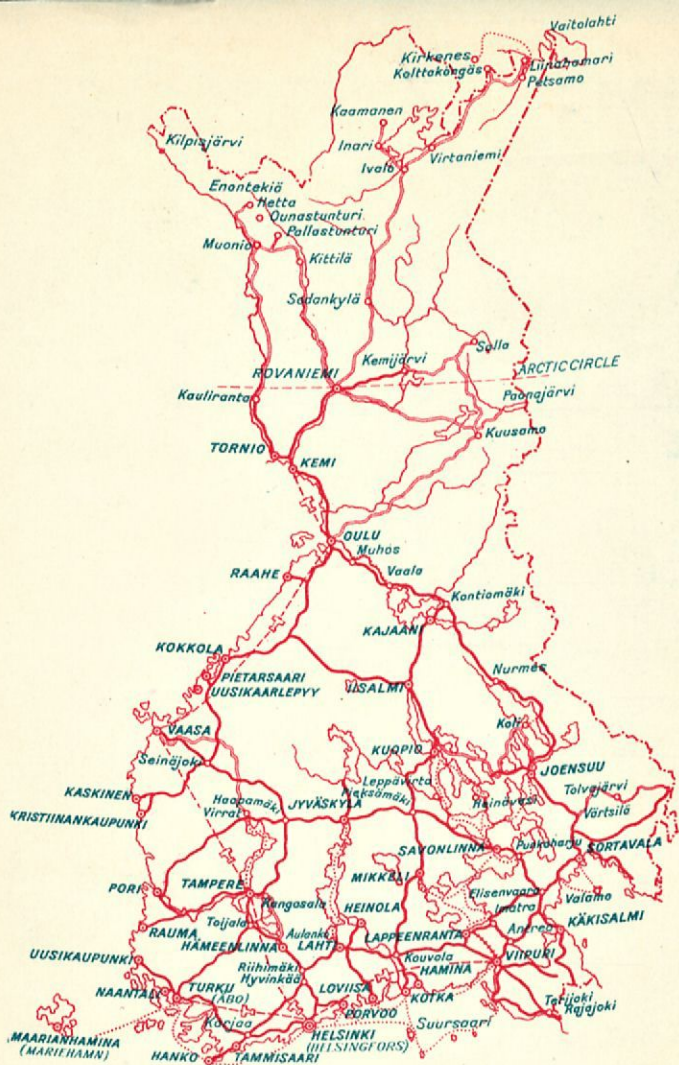 Vaitolahti
Kirkenes
Kolttaköngäs
Liinahamari
Petsamo
Kaamanen
Kilpisjärvi
Inari
Virtaniemi
Ivalo
Enontekiä
Hetta
Ounastunturi
Pallastunturi
Muonio
Kittilä
Sodankylä
Kemijärvi
Salla
ROVANIEMI
ARCTIC CIRCLE
Kauliranta
Paanajärvi
Kuusamo
TORNIO
KEMI
OULU
Muhos
RAAHE
Vaala
Kontiomäki
KAJAANI
KOKKOLA
PIETARSAARI
Nurmes
UUSIKAARLEPYY
IISALMI
VAASA
Koli
KUOPIO
Seinäjoki
JOENSUU
Leppävirta
Pieksämäki
Heinävesi
Tolvajärvi
KASKINEN
Haapamäki
JYVÄSKYLÄ
Värtsilä
KRISTIINANKAUPUNKI
Virrat
SAVONLINNA
Punkaharju
SORTAVALA
MIKKELI
PORI
TAMPERE
Kangasala
Elisenvaara
Valamo
HEINOLA
Imatra
RAUMA
Toijala
Aulanko
LAPPEENRANTA
Antrea
KÄKISALMI
HÄMEENLINNA
LAHTI
Kouvola
UUSIKAUPUNKI
Riihimäki
HAMINA
VIIPURI
Hyvinkää
NAANTALI
TURKU
(ÅBO)
LOVIISA
KOTKA
Terijoki
PORVOO
Rajajoki
Karjaa
Suursaari
MAARIANHAMINA
(MARIEHAMN)
HELSINKI
(HELSINGFORS)
HANKO
TAMMISAARI